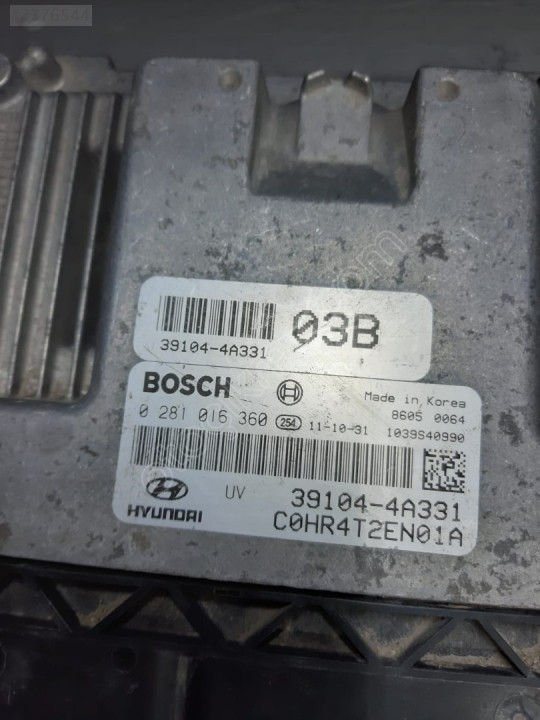 03B
39104-4A331
BOSCH
Made in Korea
8605 0064
0 281 016 360 254 11-10-31 1039S40990
UV 39104-4A331
HYUNDAI C0HR4T2EN01A